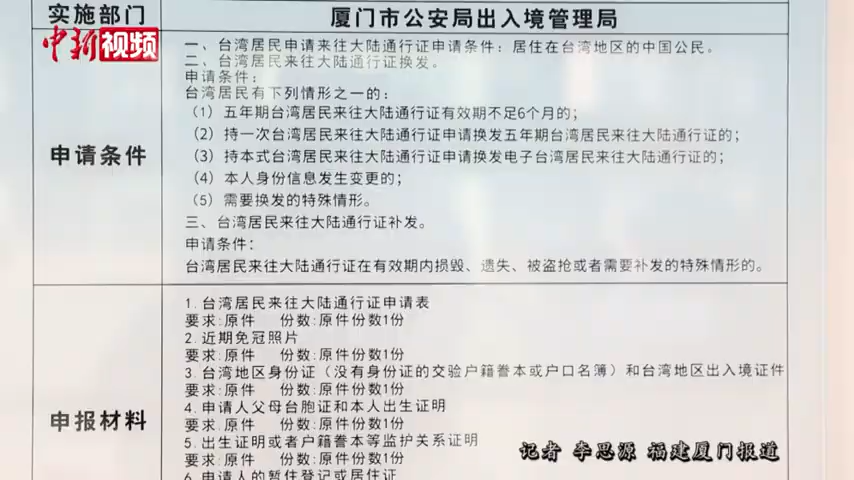 实施部门
厦门市公安局出入境管理局
中新视频
申请条件
一、台湾居民申请来往大陆通行证申请条件：居住在台湾地区的中国公民。
二、台湾居民来往大陆通行证换发。
申请条件：
台湾居民有下列情形之一的：
（1）五年期台湾居民来往大陆通行证有效期不足6个月的；
（2）持一次台湾居民来往大陆通行证申请换发五年期台湾居民来往大陆通行证的；
（3）持本式台湾居民来往大陆通行证申请换发电子台湾居民来往大陆通行证的；
（4）本人身份信息发生变更的；
（5）需要换发的特殊情形。
三、台湾居民来往大陆通行证补发。
申请条件：
台湾居民来往大陆通行证在有效期内损毁、遗失、被盗抢或者需要补发的特殊情形的。
申报材料
1.台湾居民来往大陆通行证申请表
要求:原件 份数:原件份数1份
2.近期免冠照片
要求:原件 份数:原件份数1份
3.台湾地区身份证（没有身份证的交验户籍誊本或户口名簿）和台湾地区出入境证件
要求:原件 份数:原件份数1份
4.申请人父母台胞证和本人出生证明
要求:原件 份数:原件份数1份
5.出生证明或者户籍誊本等监护关系证明
要求:原件 份数:原件份数1份
6.申请人的暂住登记或居住证
记者 李思源 福建厦门报道